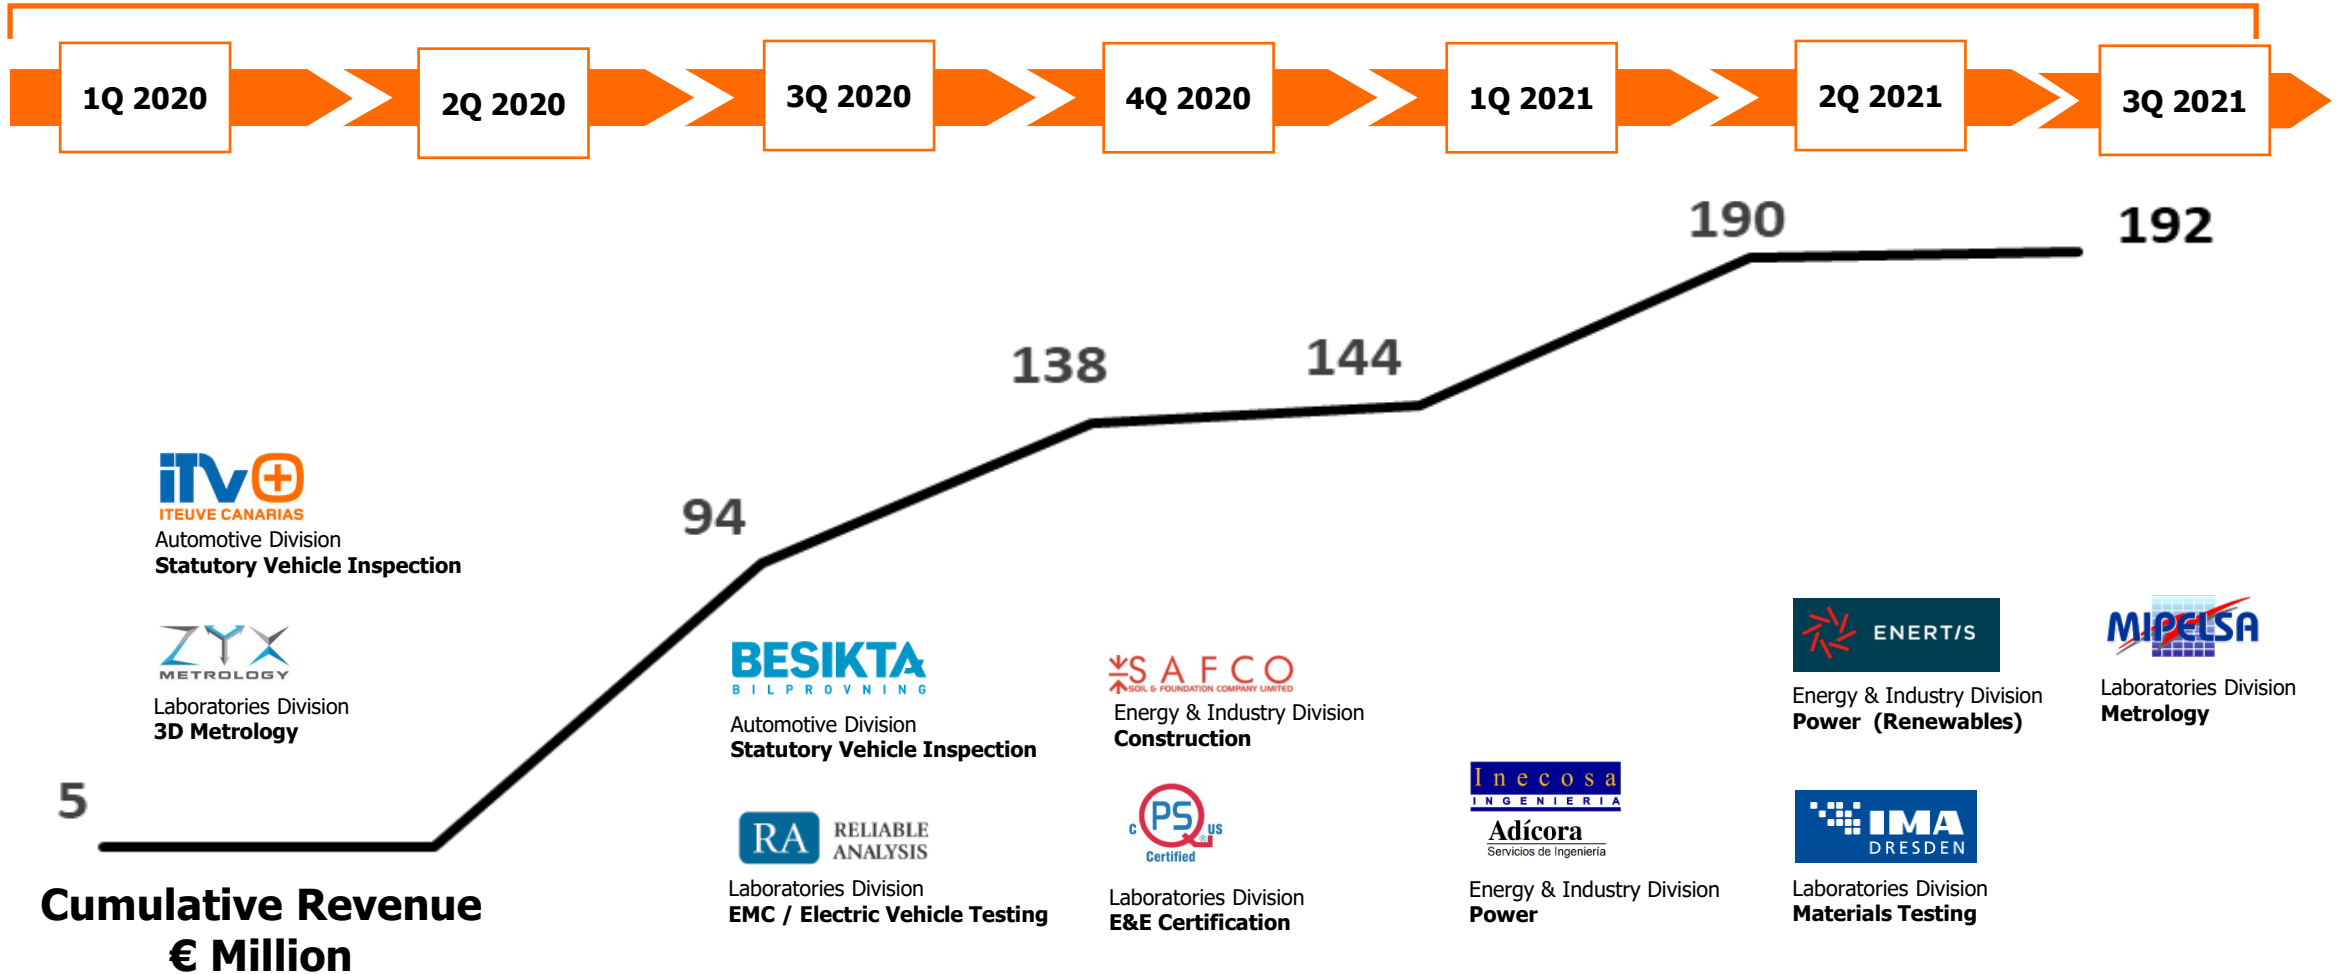 1Q 2020
2Q 2020
3Q 2020
4Q 2020
1Q 2021
2Q 2021
3Q 2021
5
94
138
144
190
192
Cumulative Revenue
€ Million
iTV
ITEUVE CANARIAS
Automotive Division
Statutory Vehicle Inspection
ZYX
METROLOGY
Laboratories Division
3D Metrology
BESIKTA
BILPROVNING
Automotive Division
Statutory Vehicle Inspection
RA RELIABLE
ANALYSIS
Laboratories Division
EMC / Electric Vehicle Testing
SAFCO
SOIL & FOUNDATION COMPANY LIMITED
Energy & Industry Division
Construction
c PS us
®
Certified
Laboratories Division
E&E Certification
Inecosa
INGENIERIA
Adícora
Servicios de Ingeniería
Energy & Industry Division
Power
ENERT/S
Energy & Industry Division
Power (Renewables)
IMA
DRESDEN
Laboratories Division
Materials Testing
MIPELSA
Laboratories Division
Metrology